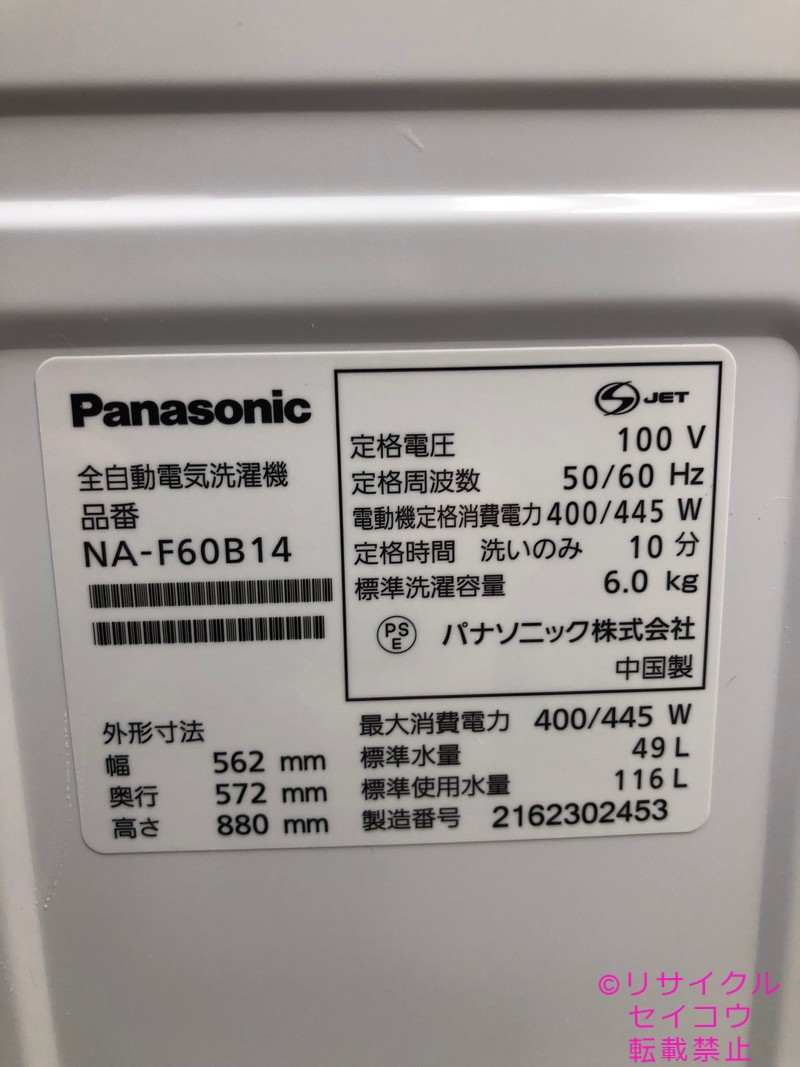 Panasonic
全自動電気洗濯機
品番
NA-F60B14
外形寸法
幅 562 mm
奥行 572 mm
高さ 880 mm
JET
定格電圧 100 V
定格周波数 50/60 Hz
電動機定格消費電力 400/445 W
定格時間 洗いのみ 10 分
標準洗濯容量 6.0 kg
PS
E
パナソニック株式会社
中国製
最大消費電力 400/445 W
標準水量 49 L
標準使用水量 116 L
製造番号 2162302453
©リサイクル
セイコウ
転載禁止